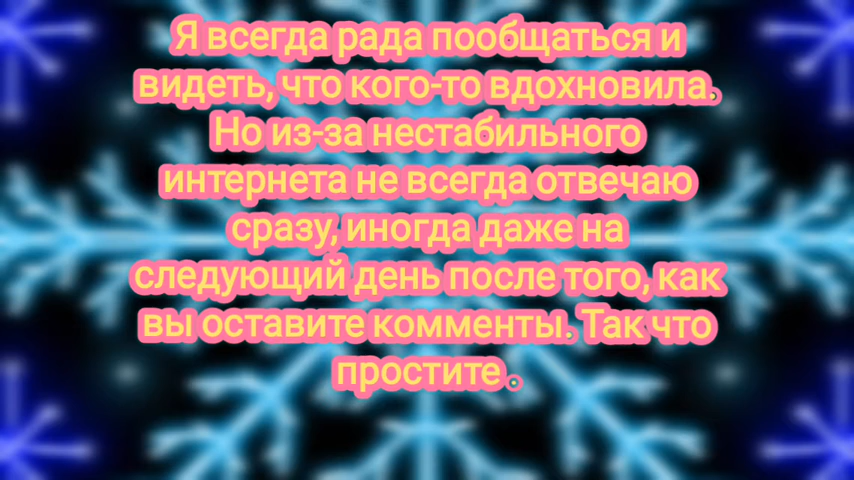 Я всегда рада пообщаться и
видеть, что кого-то вдохновила.
Но из-за нестабильного
интернета не всегда отвечаю
сразу, иногда даже на
следующий день после того, как
вы оставите комменты. Так что
простите .